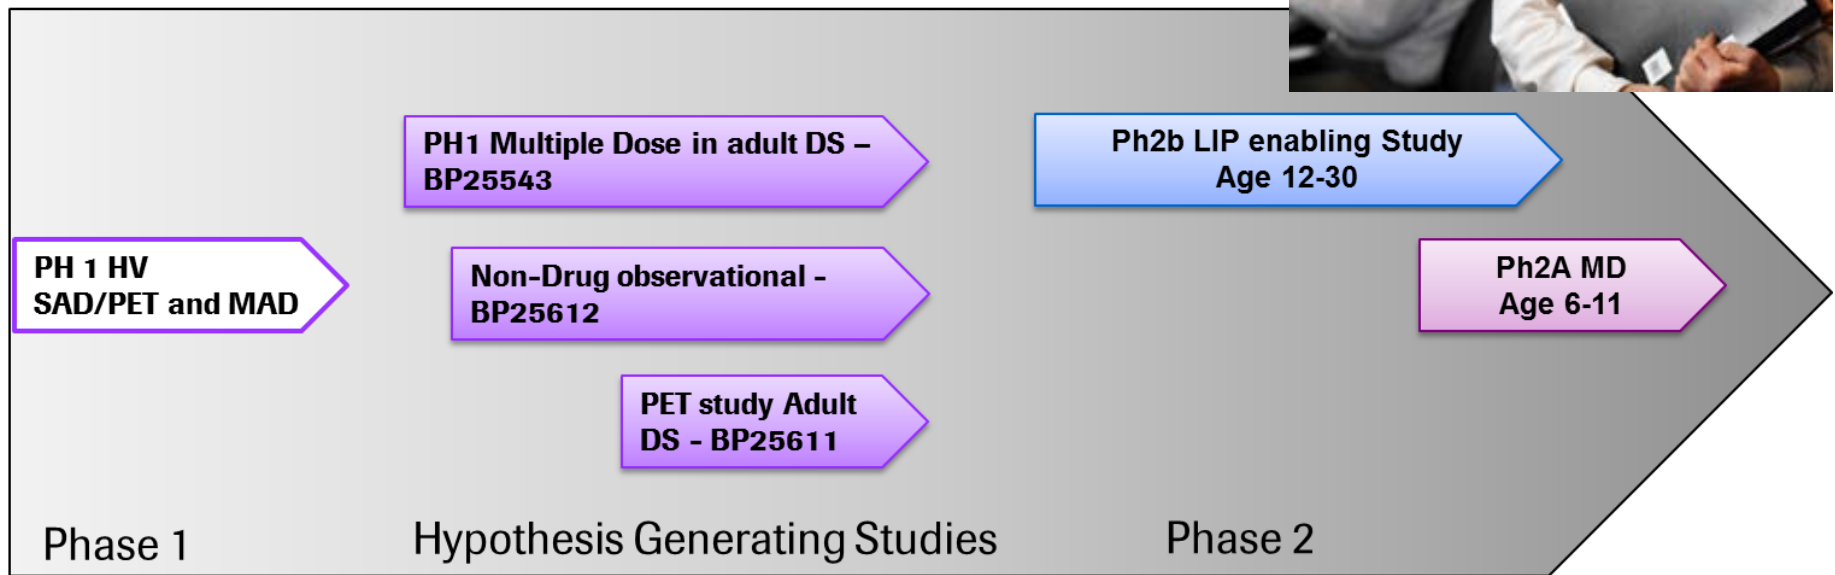 PH1 Multiple Dose in adult DS –
BP25543
Ph2b LIP enabling Study
Age 12-30
PH 1 HV
SAD/PET and MAD
Non-Drug observational -
BP25612
Ph2A MD
Age 6-11
PET study Adult
DS - BP25611
Phase 1
Hypothesis Generating Studies
Phase 2